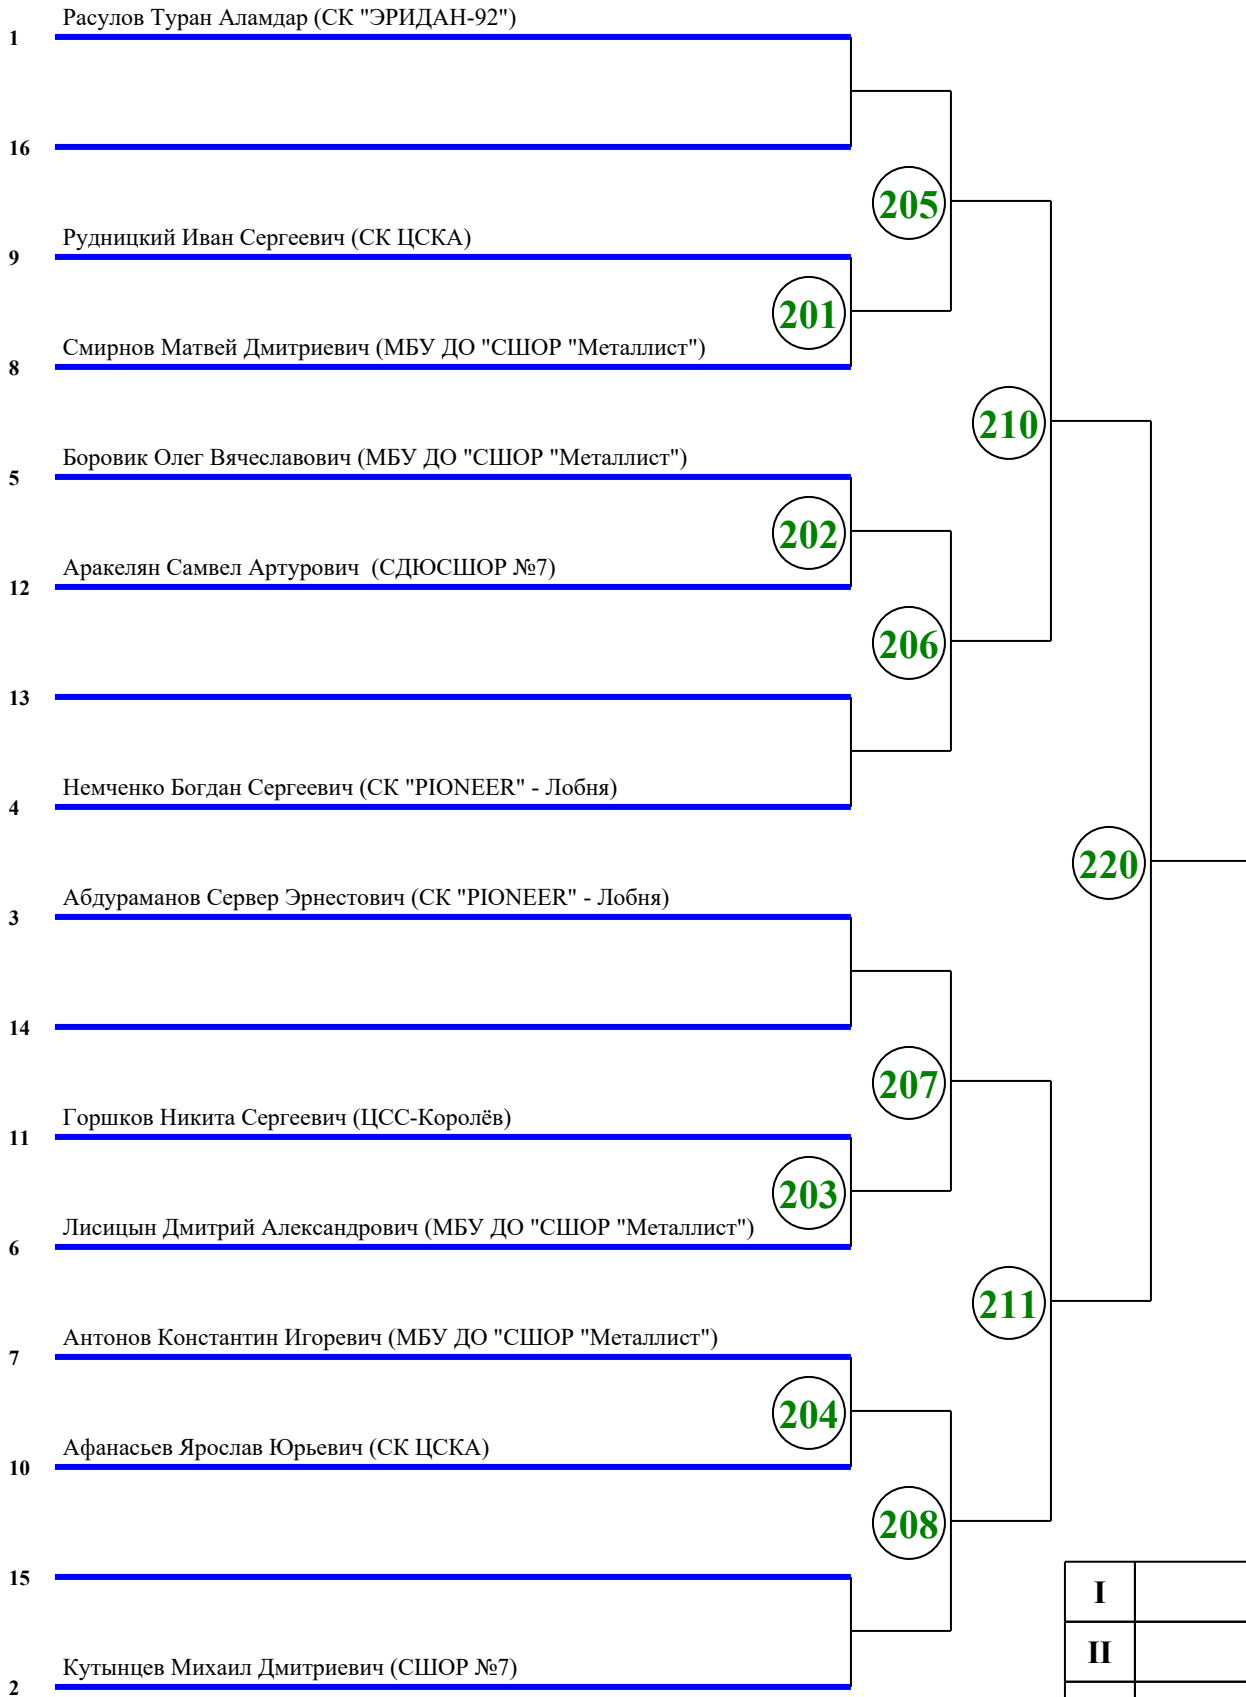 Расулов Туран Аламдар (СК "ЭРИДАН-92")
1
16
205
Рудницкий Иван Сергеевич (СК ЦСКА)
9
201
Смирнов Матвей Дмитриевич (МБУ ДО "СШОР "Металлист")
8
210
Боровик Олег Вячеславович (МБУ ДО "СШОР "Металлист")
5
202
Аракелян Самвел Артурович (СДЮСШОР №7)
12
206
13
Немченко Богдан Сергеевич (СК "PIONEER" - Лобня)
4
220
Абдураманов Сервер Эрнестович (СК "PIONEER" - Лобня)
3
14
207
Горшков Никита Сергеевич (ЦСС-Королёв)
11
203
Лисицын Дмитрий Александрович (МБУ ДО "СШОР "Металлист")
6
211
Антонов Константин Игоревич (МБУ ДО "СШОР "Металлист")
7
204
Афанасьев Ярослав Юрьевич (СК ЦСКА)
10
208
15
I
II
Кутынцев Михаил Дмитриевич (СШОР №7)
2